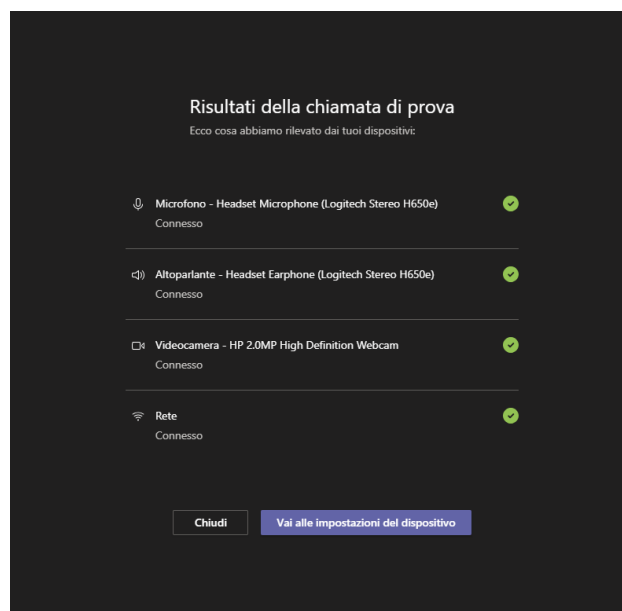 Risultati della chiamata di prova
Ecco cosa abbiamo rilevato dai tuoi dispositivi:
Microfono - Headset Microphone (Logitech Stereo H650e)
Connesso
Altoparlante - Headset Earphone (Logitech Stereo H650e)
Connesso
Videocamera - HP 2.0MP High Definition Webcam
Connesso
Rete
Connesso
Chiudi
Vai alle impostazioni del dispositivo